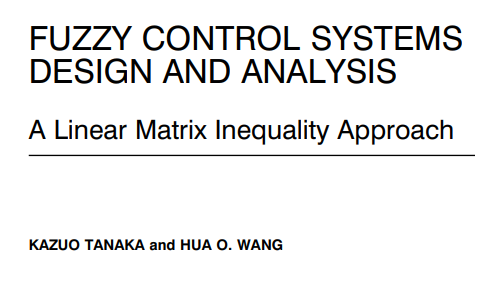 FUZZY CONTROL SYSTEMS
DESIGN AND ANALYSIS
A Linear Matrix Inequality Approach
KAZUO TANAKA and HUA O. WANG